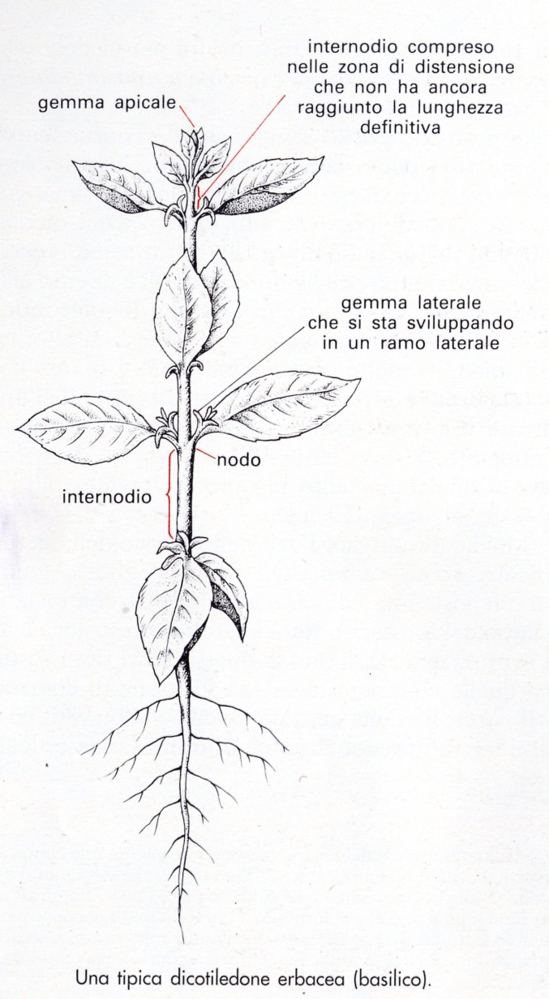 internodio compreso
nelle zona di distensione
che non ha ancora
raggiunto la lunghezza
definitiva
gemma apicale
gemma laterale
che si sta sviluppando
in un ramo laterale
nodo
internodio
Una tipica dicotiledone erbacea (basilico).